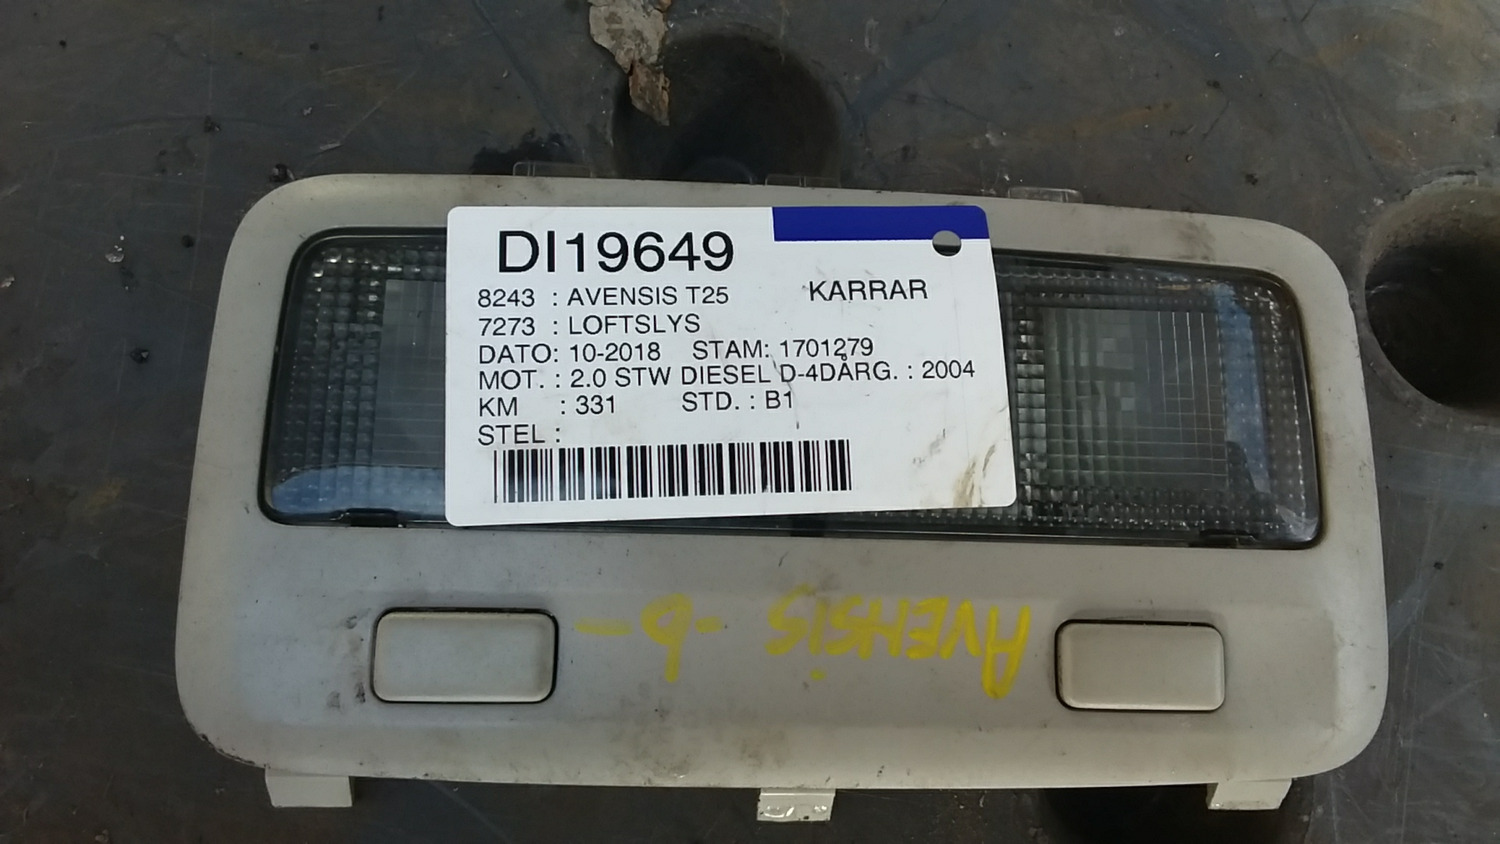 DI19649
8243 : AVENSIS T25 KARRAR
7273 : LOFTSLYS
DATO: 10-2018 STAM: 1701279
MOT. : 2.0 STW DIESEL D-4DÅRG. : 2004
KM : 331 STD. : B1
STEL :
AVENSIS -6-